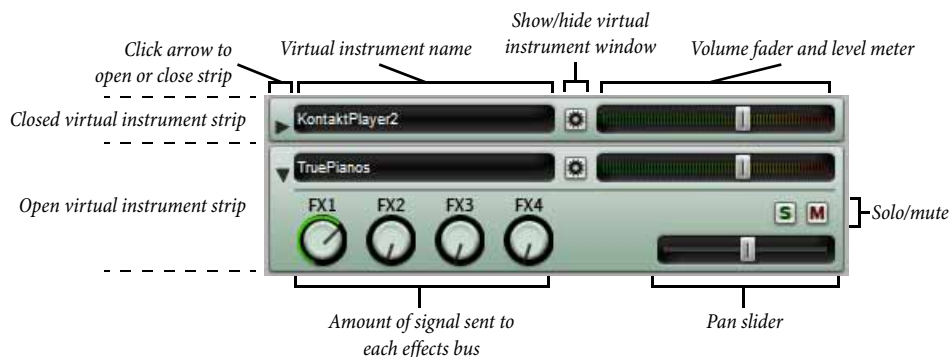 Show/hide virtual
instrument window
Click arrow to
open or close strip
Virtual instrument name
Volume fader and level meter
Closed virtual instrument strip
KontaktPlayer2
TruePianos
Open virtual instrument strip
FX1 FX2 FX3 FX4
S M
Solo/mute
Amount of signal sent to
each effects bus
Pan slider